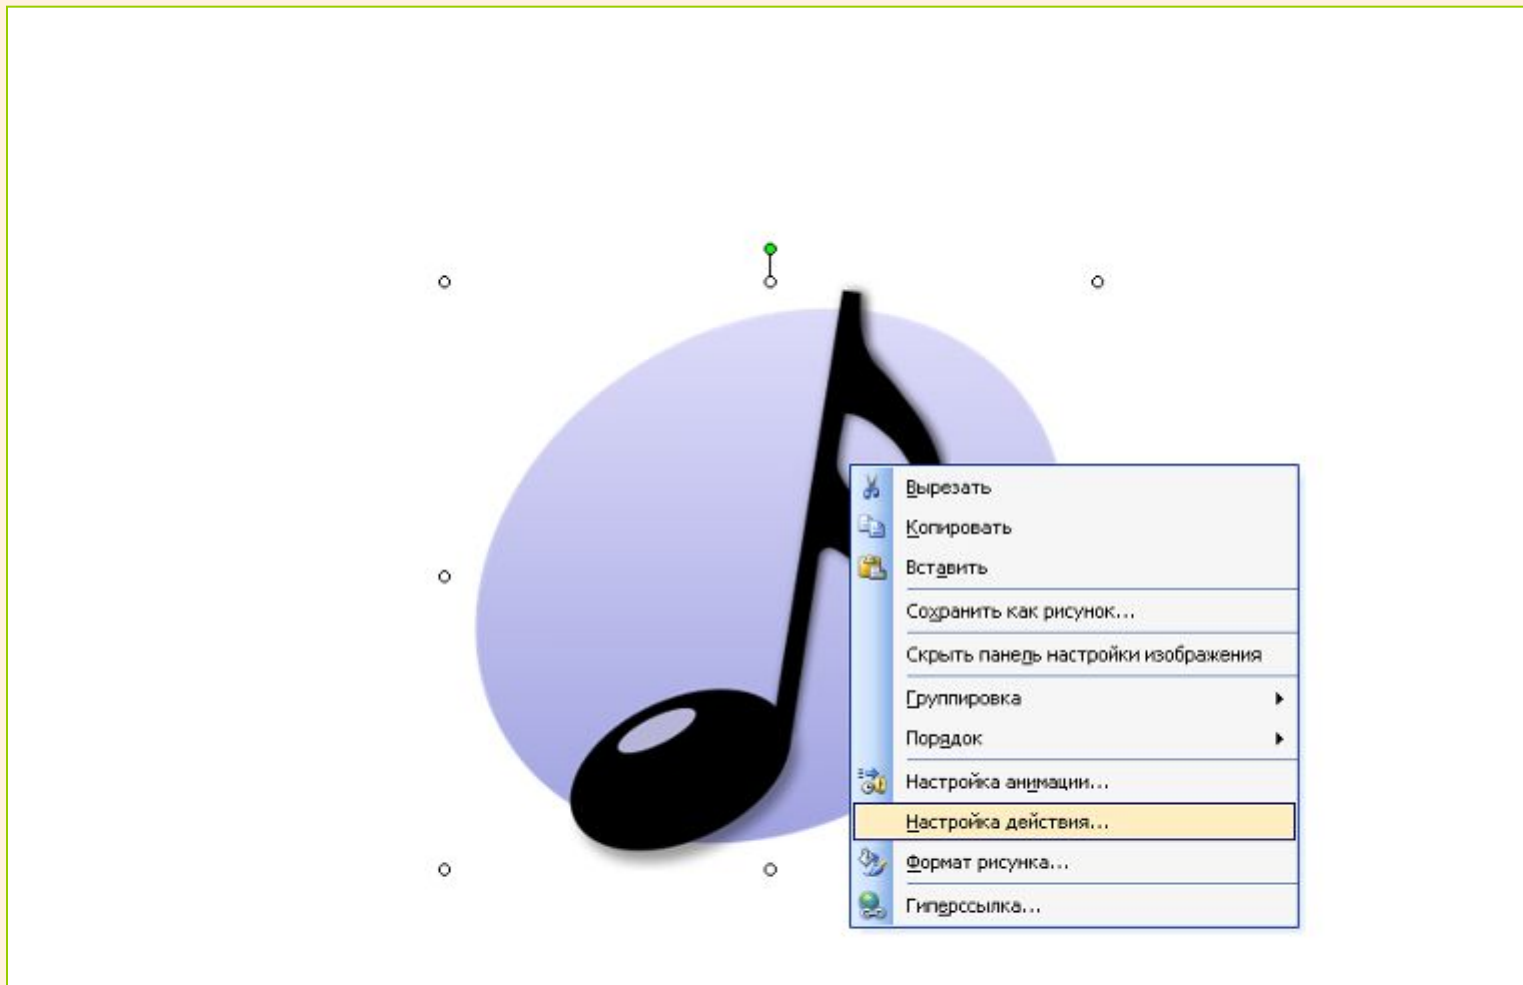 Вырезать
Копировать
Вставить
Сохранить как рисунок...
Скрыть панель настройки изображения
Группировка
Порядок
Настройка анимации...
Настройка действия...
Формат рисунка...
Гиперссылка...